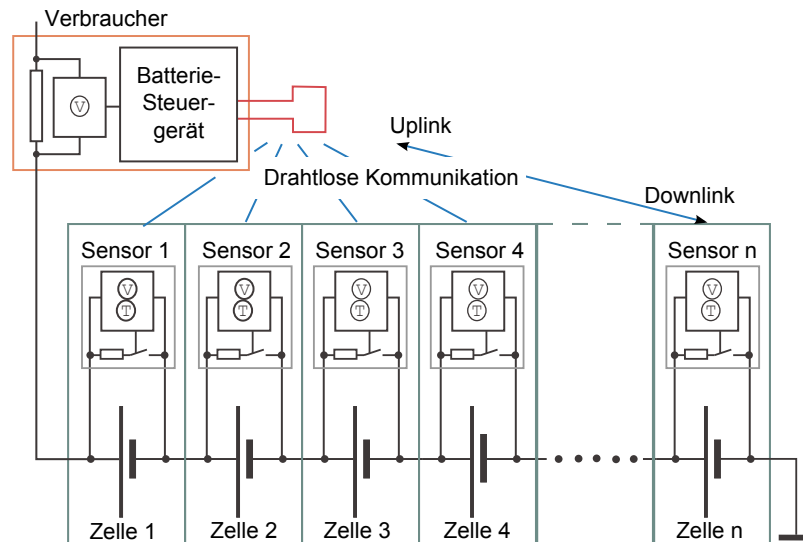 Verbraucher
V
Batterie-
Steuer-
gerät
Uplink
Drahtlose Kommunikation
Downlink
Sensor 1 Sensor 2 Sensor 3 Sensor 4 Sensor n
V V V V V
T T T T T
Zelle 1 Zelle 2 Zelle 3 Zelle 4 Zelle n